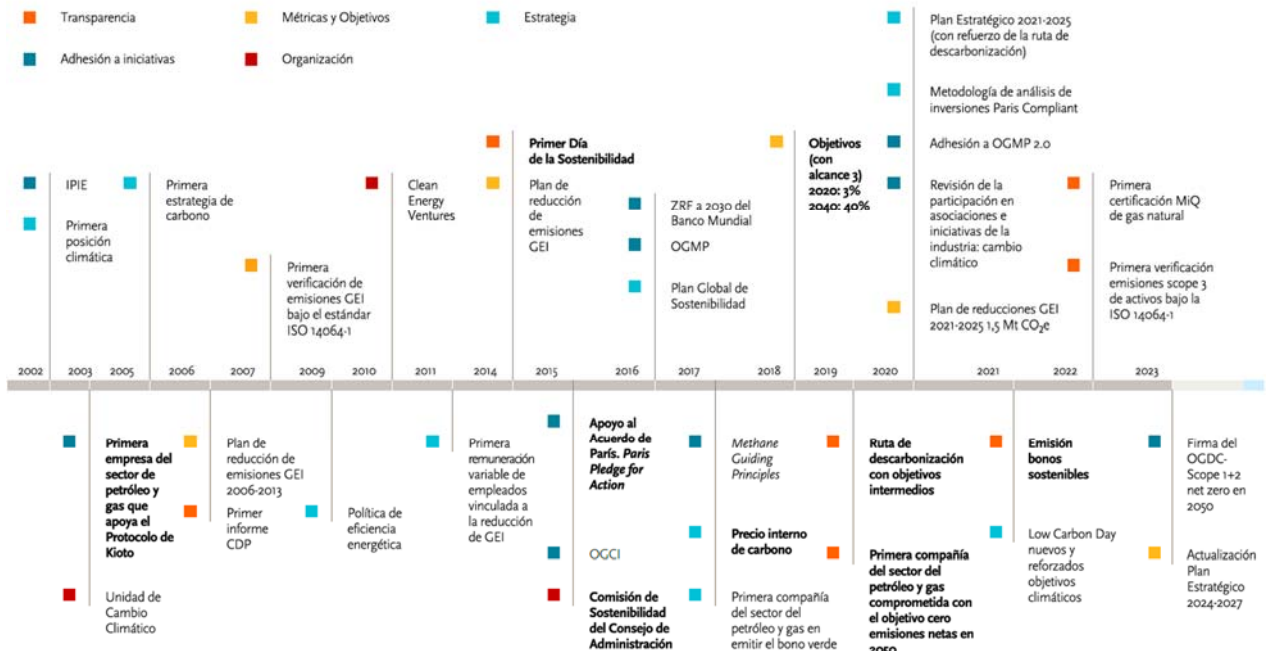 Transparencia
Métricas y Objetivos
Estrategia
Adhesión a iniciativas
Organización
IPIE
Primera
posición
climática
Primera
estrategia de
carbono
Primera
verificación de
emisiones GEI
bajo el estándar
ISO 14064-1
Clean
Energy
Ventures
Primer Día
de la Sostenibilidad
Plan de
reducción
de
emisiones
GEI
ZRF a 2030 del
Banco Mundial
OGMP
Plan Global de
Sostenibilidad
Objetivos
(con
alcance 3)
2020: 3%
2040: 40%
Plan Estratégico 2021-2025
(con refuerzo de la ruta de
descarbonización)
Metodología de análisis de
inversiones Paris Compliant
Adhesión a OGMP 2.0
Revisión de la
participación en
asociaciones e
iniciativas de la
industria: cambio
climático
Plan de reducciones GEI
2021-2025 1,5 Mt CO₂e
Primera
certificación MiQ
de gas natural
Primera verificación
emisiones scope 3
de activos bajo la
ISO 14064-1
2002 2003 2005 2006 2007 2009 2010 2011 2014 2015 2016 2017 2018 2019 2020 2021 2022 2023
Primera
empresa del
sector de
petróleo y
gas que
apoya el
Protocolo de
Kioto
Unidad de
Cambio
Climático
Plan de
reducción de
emisiones GEI
2006-2013
Primer
informe
CDP
Política de
eficiencia
energética
Primera
remuneración
variable de
empleados
vinculada a
la reducción
de GEI
Apoyo al
Acuerdo de
París. Paris
Pledge for
Action
OGCI
Comisión de
Sostenibilidad
del Consejo de
Administración
Methane
Guiding
Principles
Precio interno
de carbono
Primera compañía
del sector del
petróleo y gas en
emitir el bono verde
Ruta de
descarbonización
con objetivos
intermedios
Primera compañía
del sector del
petróleo y gas
comprometida con
el objetivo cero
emisiones netas en
2050
Emisión
bonos
sostenibles
Low Carbon Day
nuevos y
reforzados
objetivos
climáticos
Firma del
OGDC-
Scope 1+2
net zero en
2050
Actualización
Plan
Estratégico
2024-2027